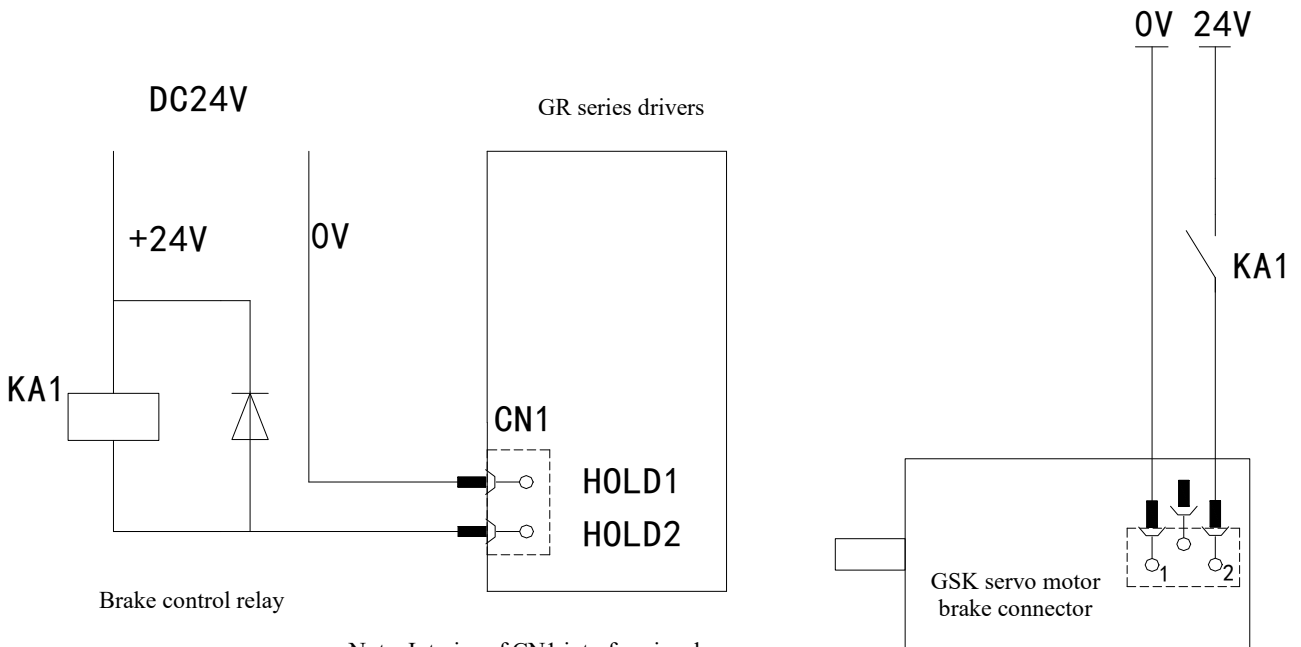 0V 24V
DC24V
GR series drivers
+24V
0V
KA1
KA1
CN1
HOLD1
HOLD2
1
2
GSK servo motor
brake connector
Brake control relay